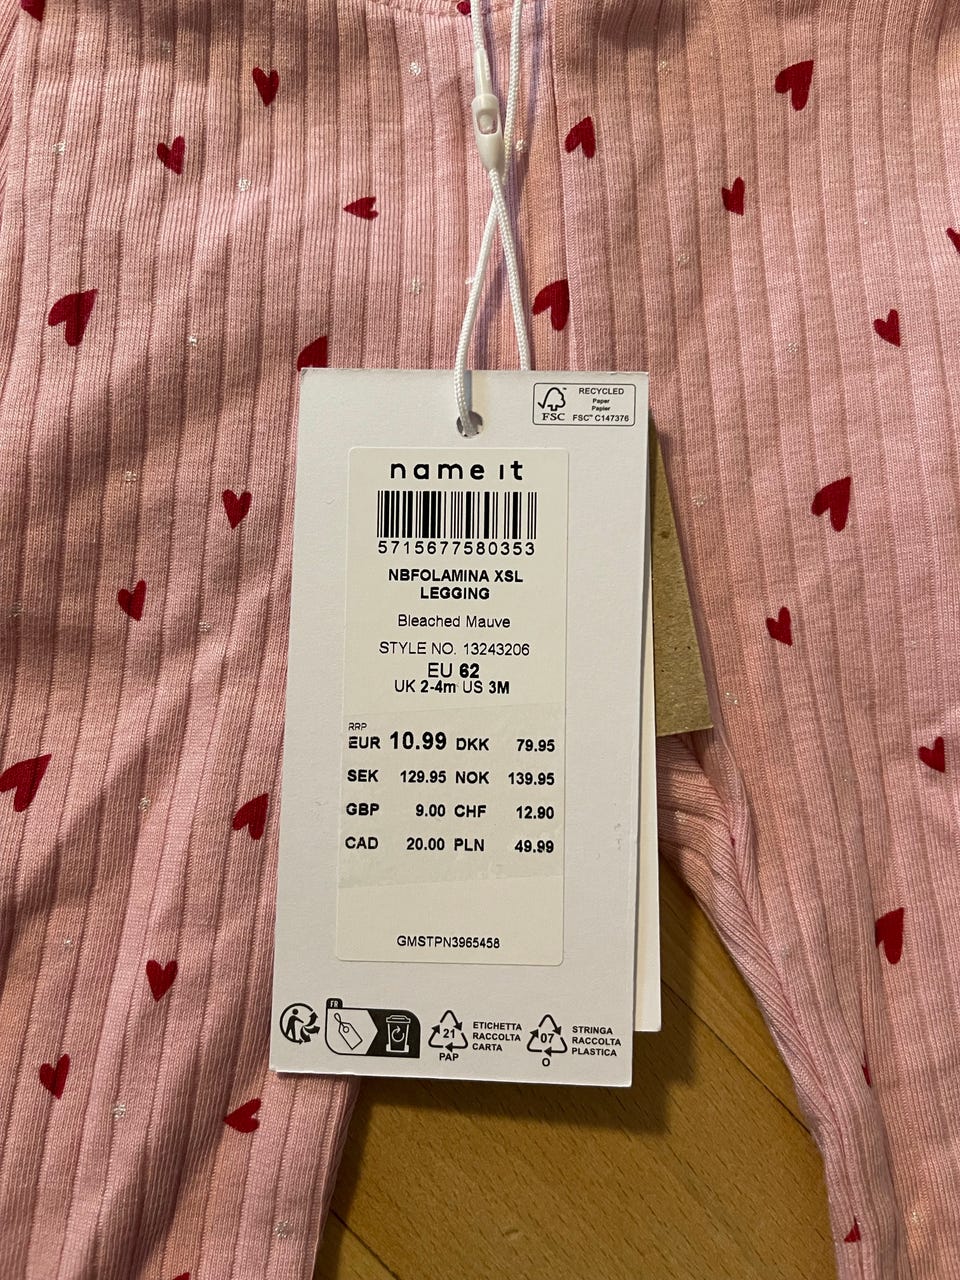 RECYCLED
Paper
Papier
FSC™ C147376
FSC
name it
5715677580353
NBFOLAMINA XSL
LEGGING
Bleached Mauve
STYLE NO. 13243206
EU 62
UK 2-4m US 3M
RRP
EUR 10.99 DKK 79.95
SEK 129.95 NOK 139.95
GBP 9.00 CHF 12.90
CAD 20.00 PLN 49.99
GMSTPN3965458
FR
21
PAP
ETICHETTA
RACCOLTA
CARTA
07
O
STRINGA
RACCOLTA
PLASTICA